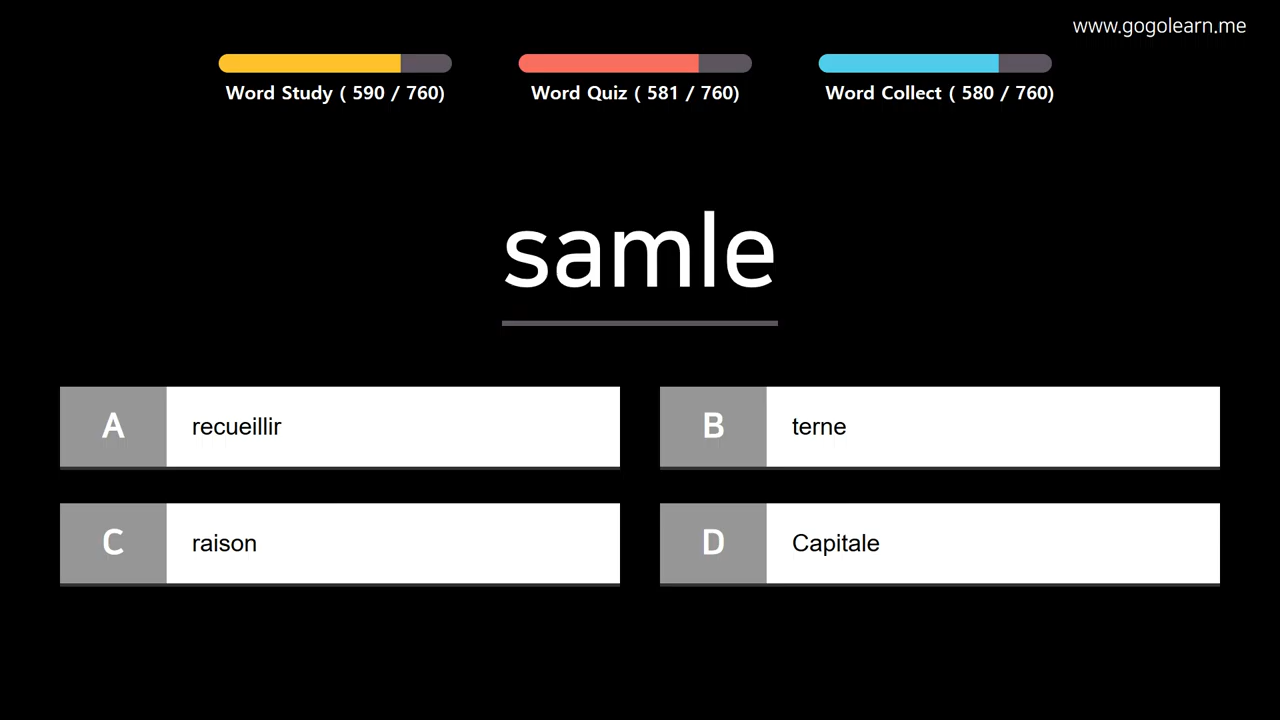 www.gogolearn.me
Word Study ( 590 / 760)
Word Quiz ( 581 / 760)
Word Collect ( 580 / 760)
samle
A recueillir
B terne
C raison
D Capitale